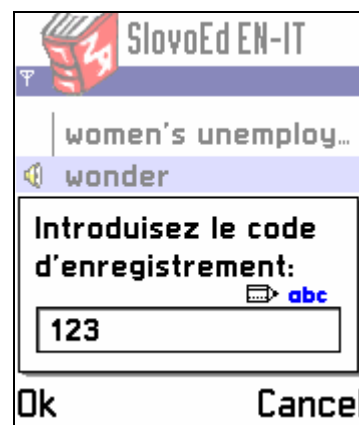 SlovoEd EN-IT
women's unemploy...
wonder
Introduisez le code
d'enregistrement:
abc
123
Ok Cancel